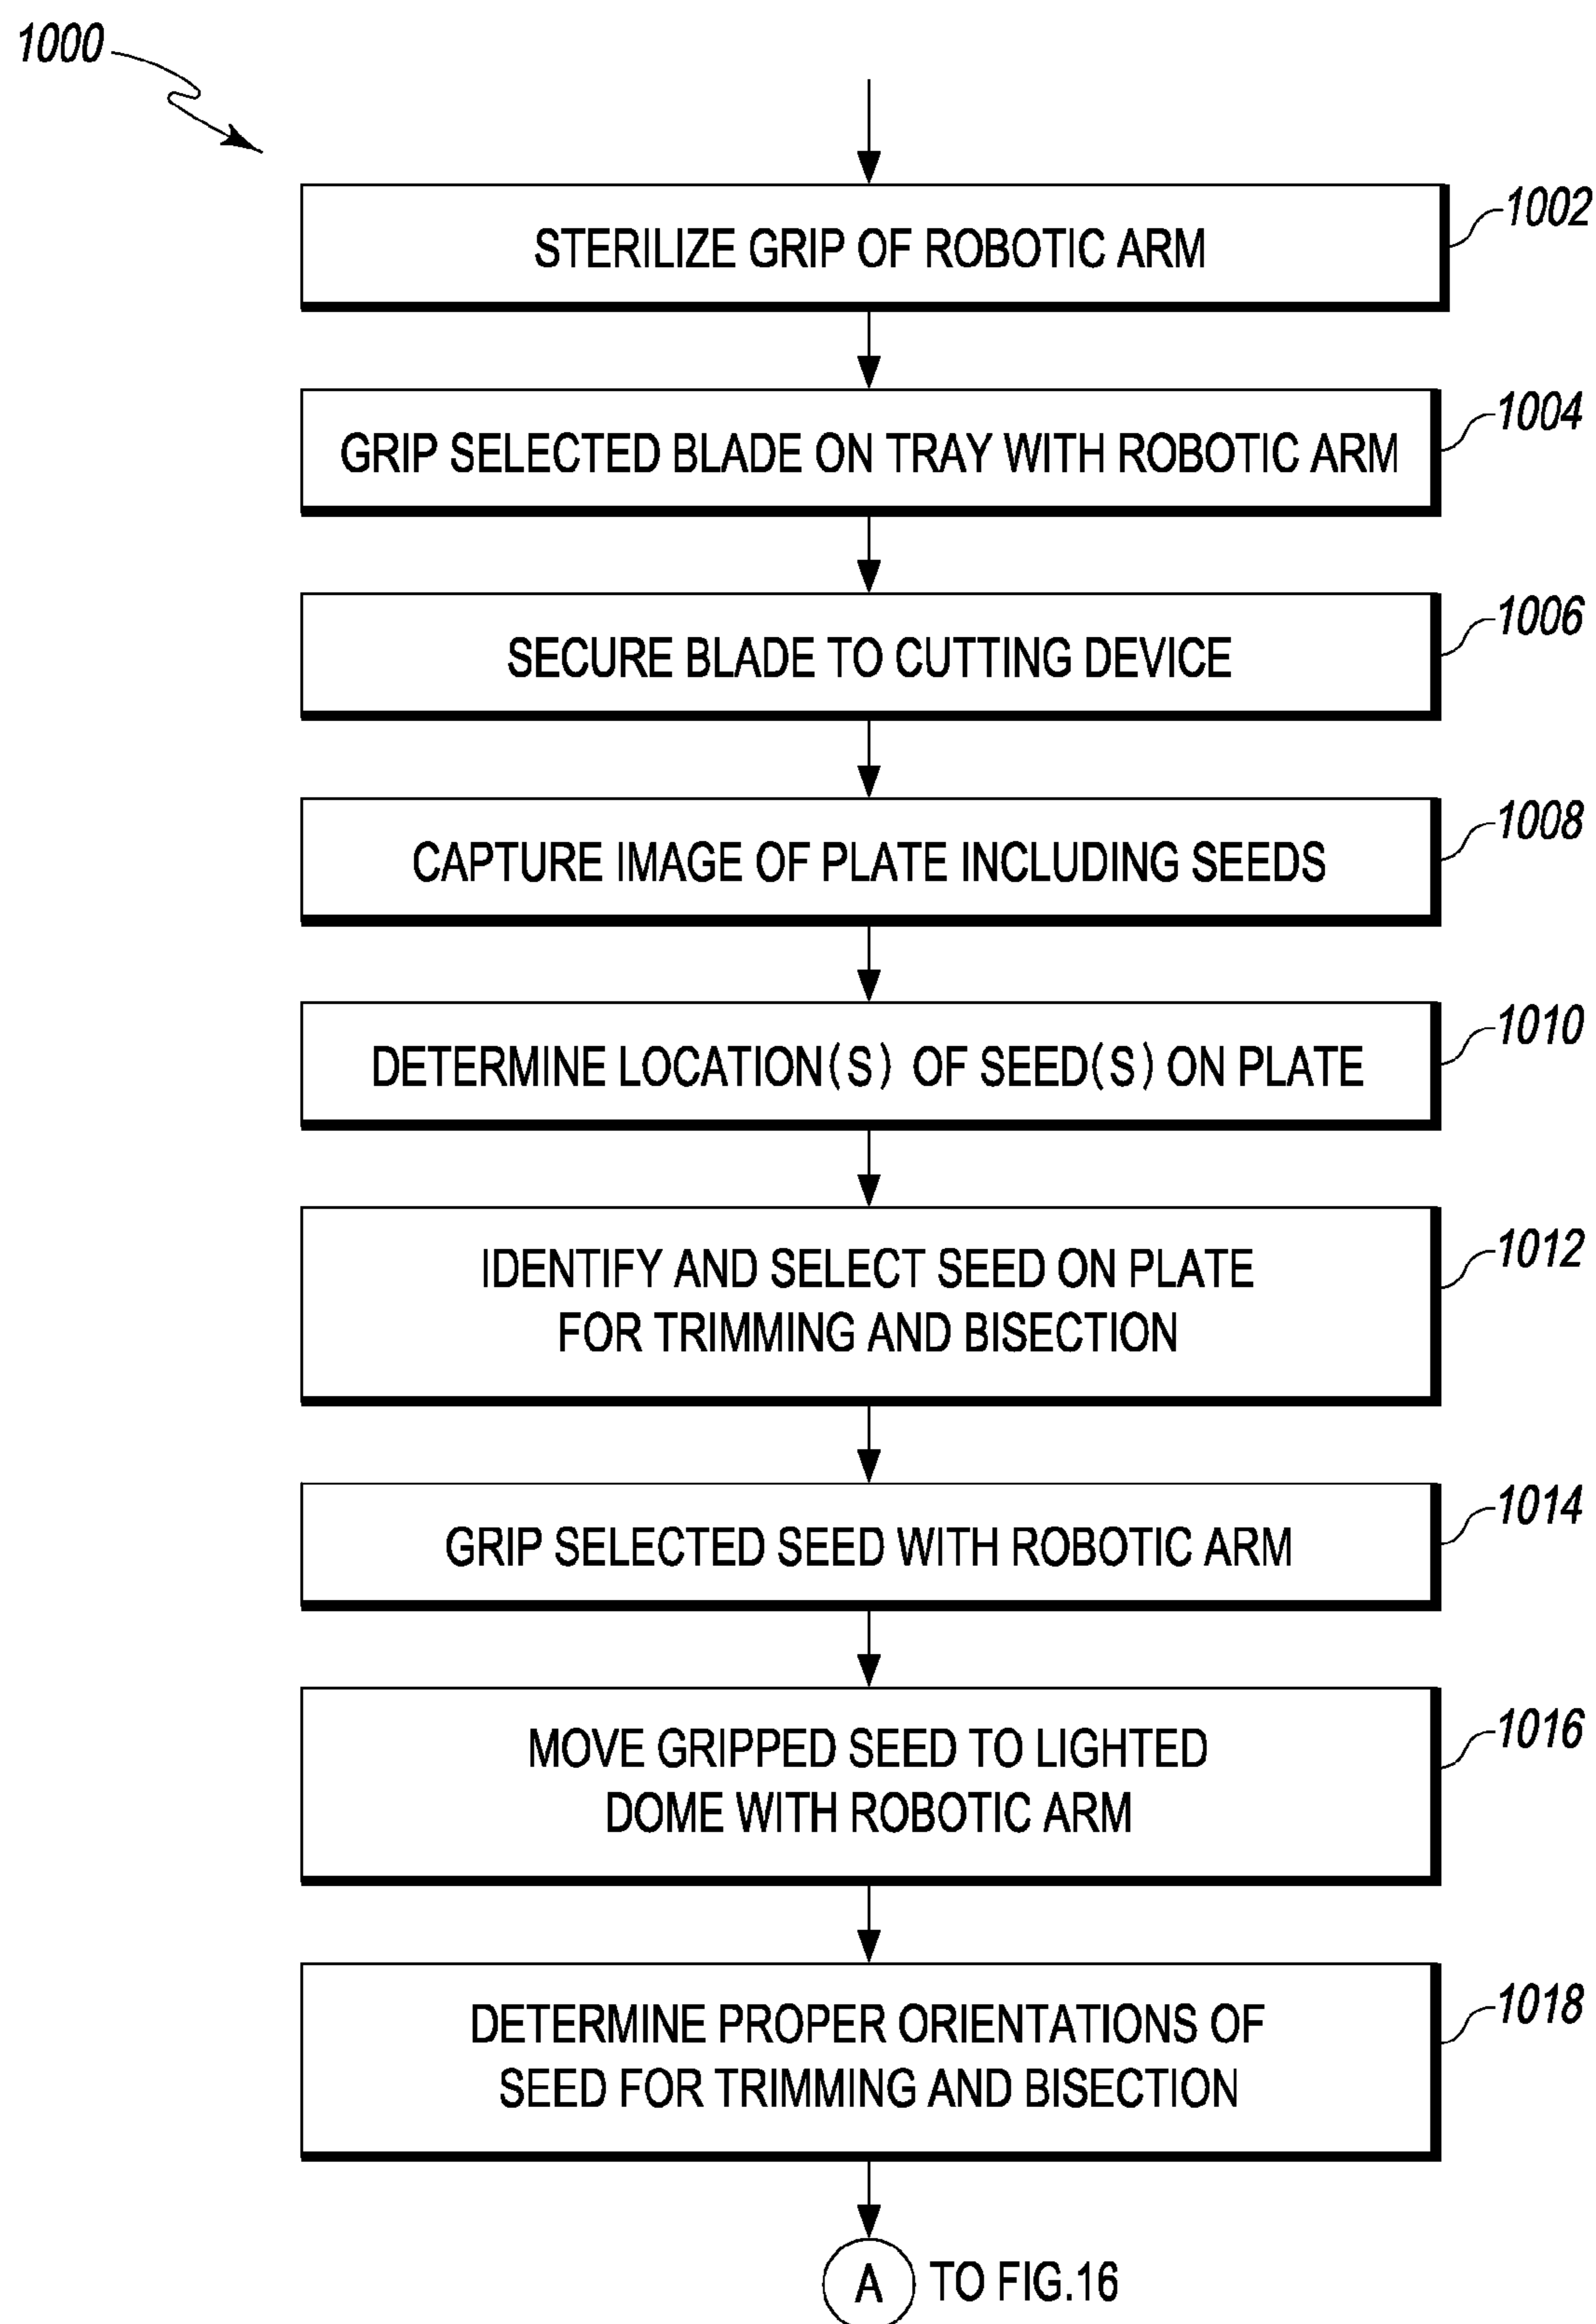 1000
STERILIZE GRIP OF ROBOTIC ARM
1002
GRIP SELECTED BLADE ON TRAY WITH ROBOTIC ARM
1004
SECURE BLADE TO CUTTING DEVICE
1006
CAPTURE IMAGE OF PLATE INCLUDING SEEDS
1008
DETERMINE LOCATION(S) OF SEED(S) ON PLATE
1010
IDENTIFY AND SELECT SEED ON PLATE
FOR TRIMMING AND BISECTION
1012
GRIP SELECTED SEED WITH ROBOTIC ARM
1014
MOVE GRIPPED SEED TO LIGHTED
DOME WITH ROBOTIC ARM
1016
DETERMINE PROPER ORIENTATIONS OF
SEED FOR TRIMMING AND BISECTION
1018
A TO FIG.16